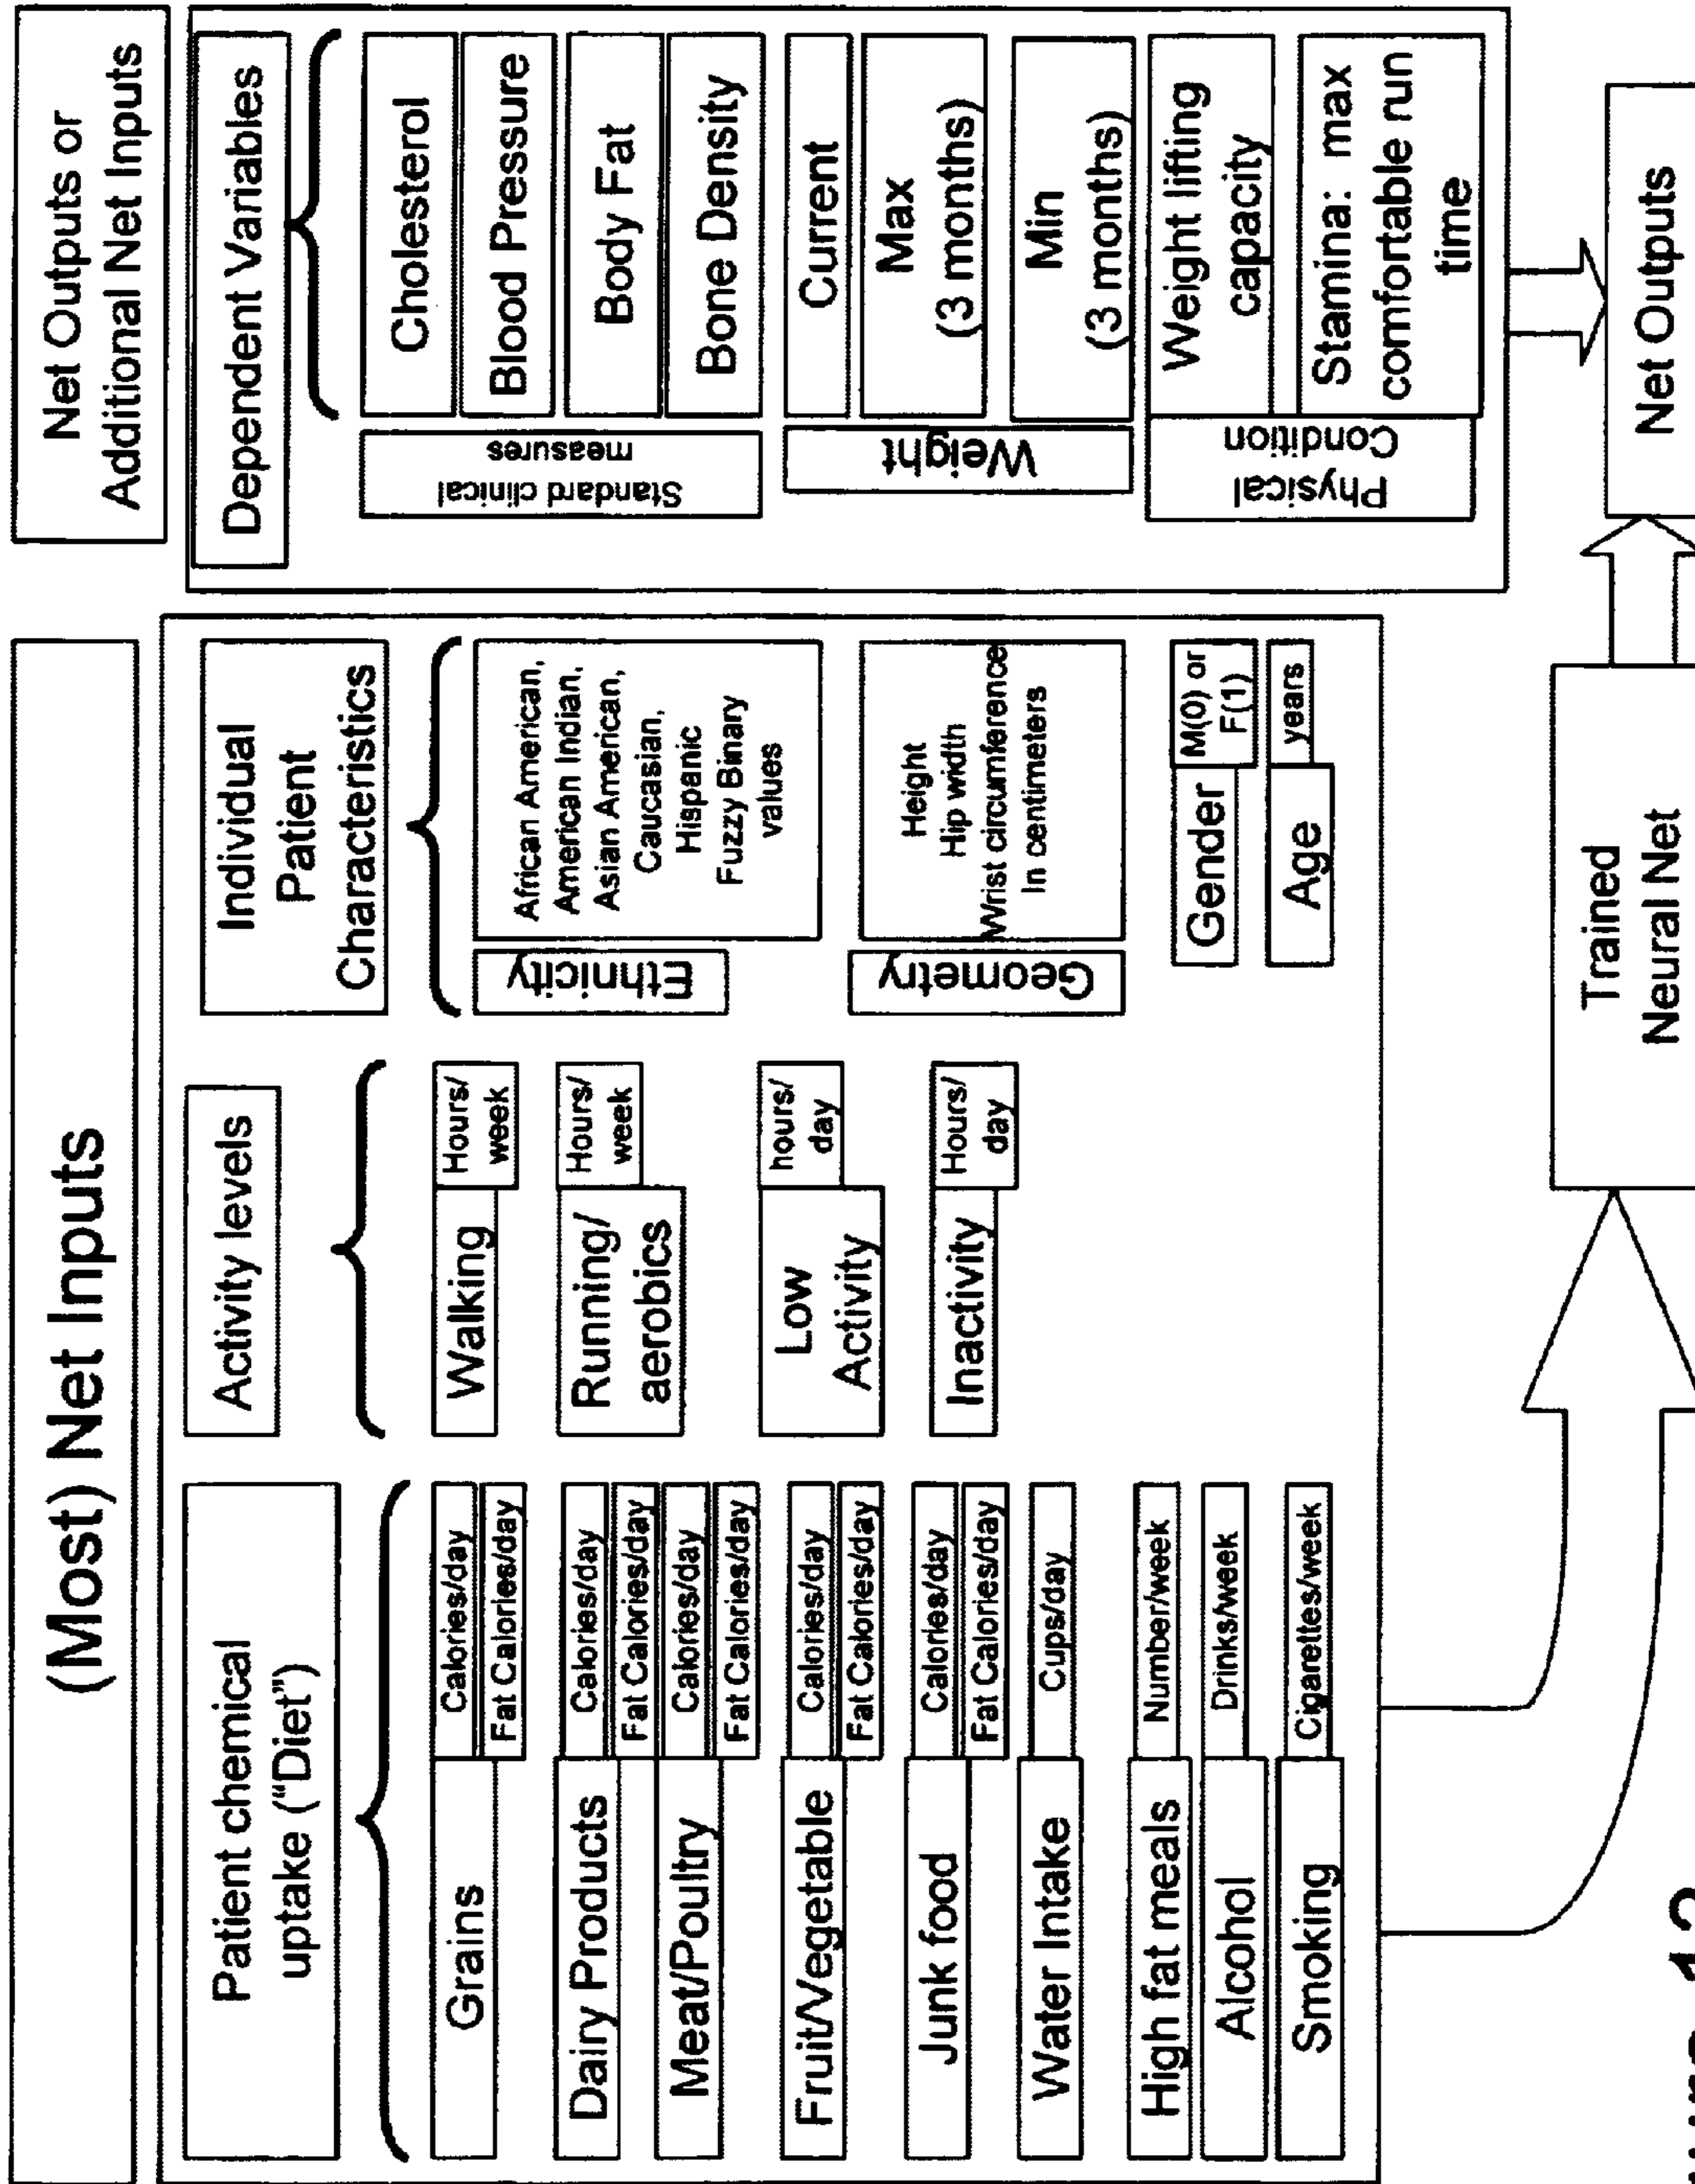 (Most) Net Inputs
Patient chemical
uptake ("Diet")
Grains
Calories/day
Fat Calories/day
Dairy Products
Calories/day
Fat Calories/day
Meat/Poultry
Calories/day
Fat Calories/day
Fruit/Vegetable
Calories/day
Fat Calories/day
Junk food
Calories/day
Fat Calories/day
Water Intake
Cups/day
High fat meals
Number/week
Alcohol
Drinks/week
Smoking
Cigarettes/week
Activity levels
Walking
Hours/
week
Running/
aerobics
Hours/
week
Low
Activity
hours/
day
Inactivity
Hours/
day
Individual
Patient
Characteristics
Ethnicity
African American,
American Indian,
Asian American,
Caucasian,
Hispanic
Fuzzy Binary
values
Geometry
Height
Hip width
Wrist circumference
In centimeters
Gender
M(0) or
F(1)
Age
years
Net Outputs or
Additional Net Inputs
Dependent Variables
Standard clinical
measures
Cholesterol
Blood Pressure
Body Fat
Bone Density
Weight
Current
Max
(3 months)
Min
(3 months)
Physical
Condition
Weight lifting
capacity
Stamina: max
comfortable run
time
Trained
Neural Net
Net Outputs